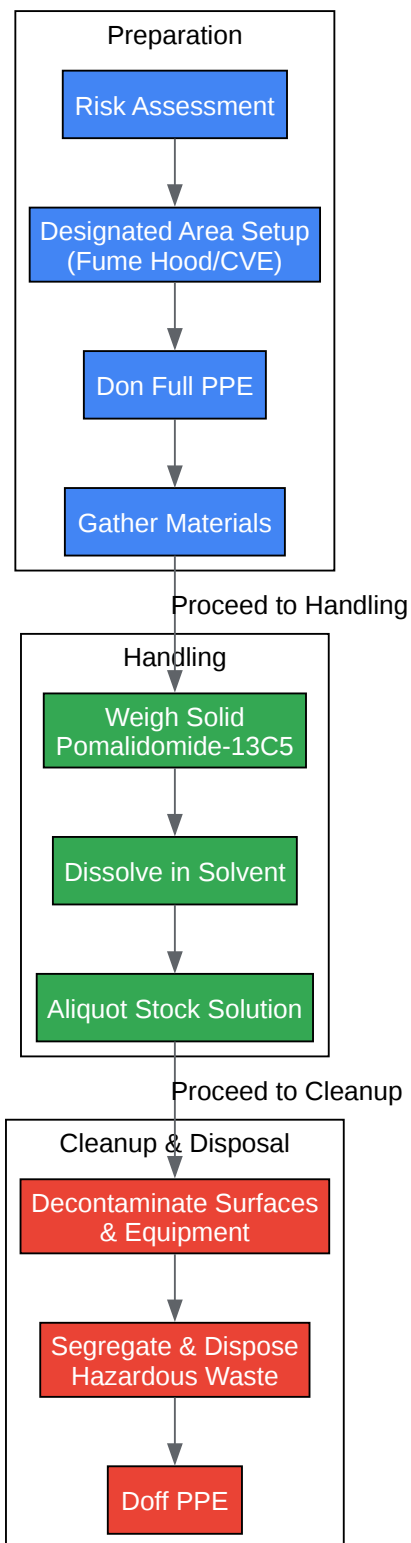 Preparation
Risk Assessment
Designated Area Setup
(Fume Hood/CVE)
Don Full PPE
Gather Materials
Proceed to Handling
Handling
Weigh Solid
Pomalidomide-13C5
Dissolve in Solvent
Aliquot Stock Solution
Proceed to Cleanup
Cleanup & Disposal
Decontaminate Surfaces
& Equipment
Segregate & Dispose
Hazardous Waste
Doff PPE